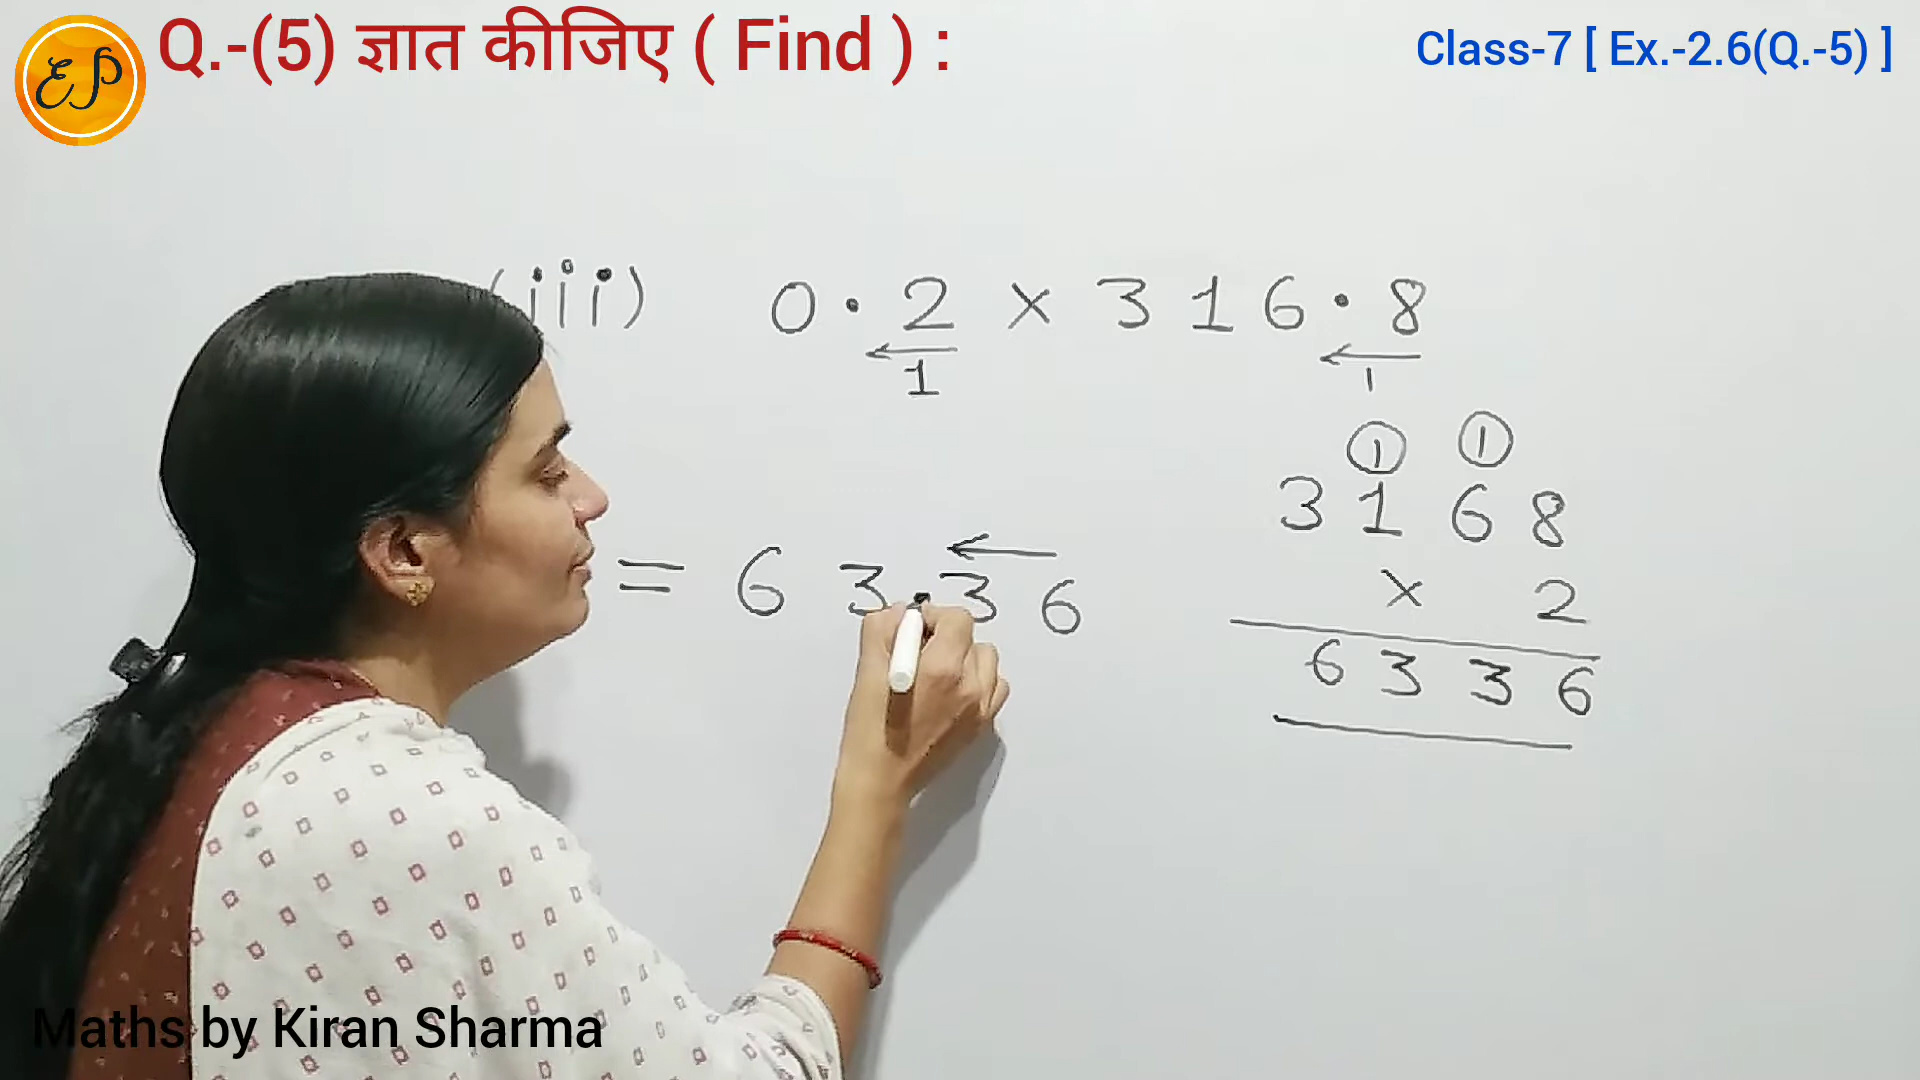 EP
Q.-(5) ज्ञात कीजिए ( Find ) :
Class-7 [ Ex.-2.6(Q.-5) ]
(iii) 0.2 × 316.8
1 1
1 1
3168
× 2
6336
= 63.36
Maths by Kiran Sharma